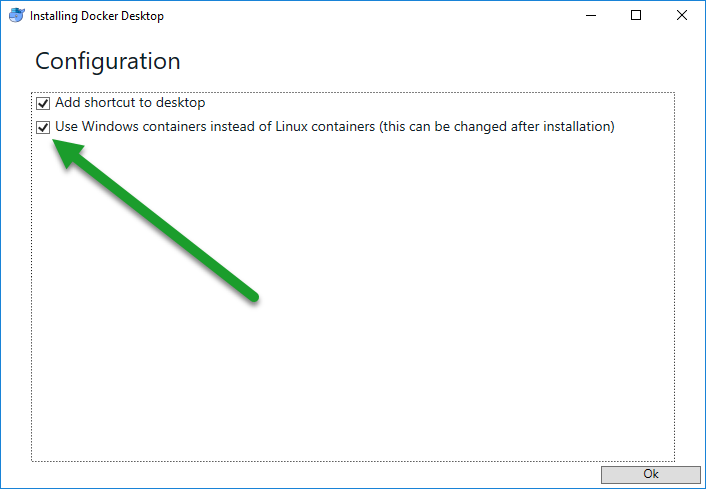 Installing Docker Desktop
Configuration
Add shortcut to desktop
Use Windows containers instead of Linux containers (this can be changed after installation)
Ok